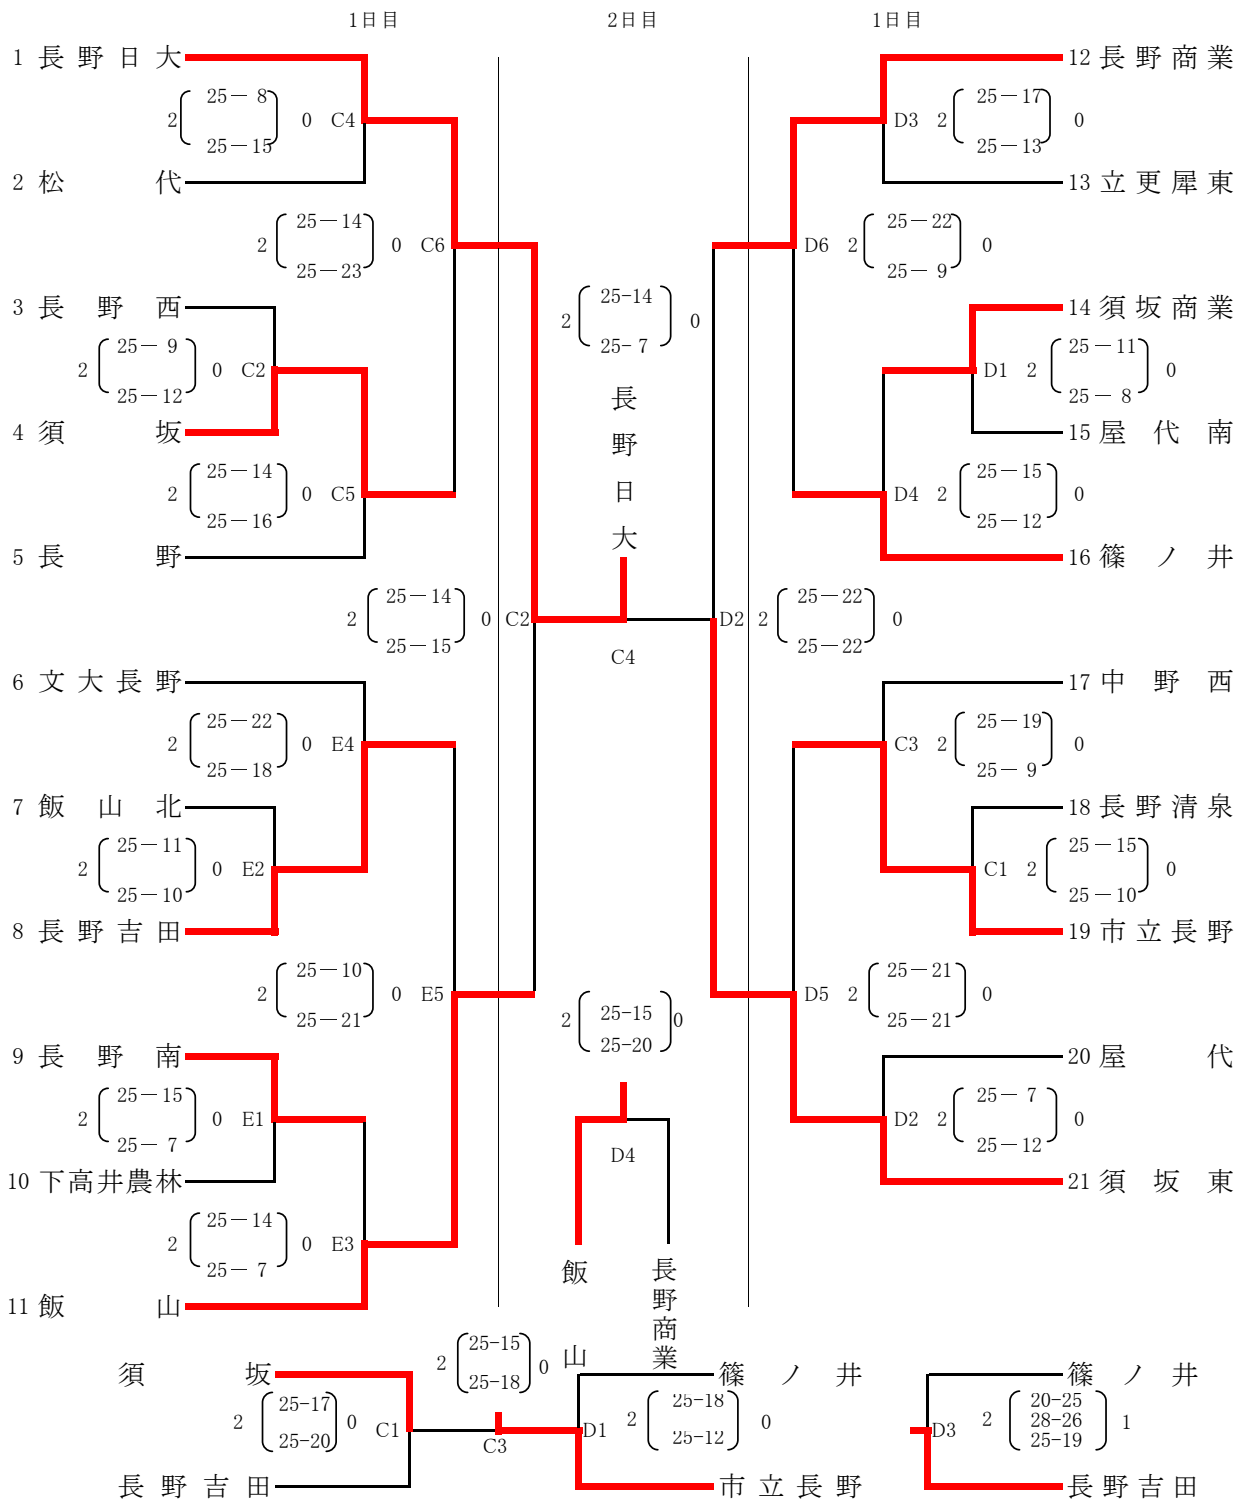 1日目 2日目 1日目
1 長野日大
25－ 8
2 0 C4
25－15
2 松代
25－14
2 0 C6
25－23
3 長野西
25－ 9
2 0 C2
25－12
4 須坂
25－14
2 0 C5
25－16
5 長野
25－14
2 0 C2
25－15
6 文大長野
25－22
2 0 E4
25－18
7 飯山北
25－11
2 0 E2
25－10
8 長野吉田
25－10
2 0 E5
25－21
9 長野南
25－15
2 0 E1
25－ 7
10 下高井農林
25－14
2 0 E3
25－ 7
11 飯山
25-14
2 0
25- 7
長野日大
C4
25-15
2 0
25-20
D4
飯山
長野商業
12 長野商業
25－17
D3 2 0
25－13
13 立更犀東
25－22
D6 2 0
25－ 9
14 須坂商業
25－11
D1 2 0
25－ 8
15 屋代南
25－15
D4 2 0
25－12
16 篠ノ井
25－22
D2 2 0
25－22
17 中野西
25－19
C3 2 0
25－ 9
18 長野清泉
25－15
C1 2 0
25－10
19 市立長野
25－21
D5 2 0
25－21
20 屋代
25－ 7
D2 2 0
25－12
21 須坂東
須坂
25-17
2 0 C1
25-20
長野吉田
25-15
2 0
25-18
C3
篠ノ井
25-18
D1 2 0
25-12
市立長野
篠ノ井
20-25
D3 2 28-26 1
25-19
長野吉田